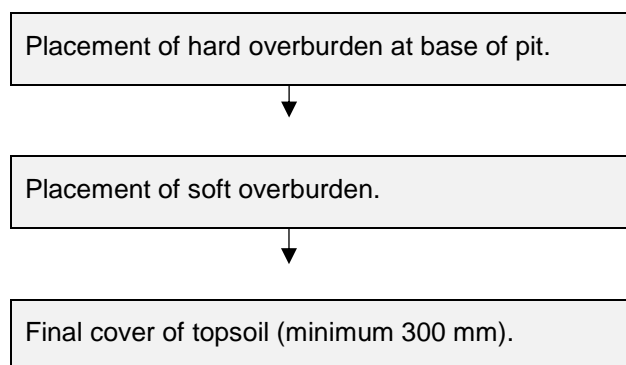 Placement of hard overburden at base of pit.
Placement of soft overburden.
Final cover of topsoil (minimum 300 mm).